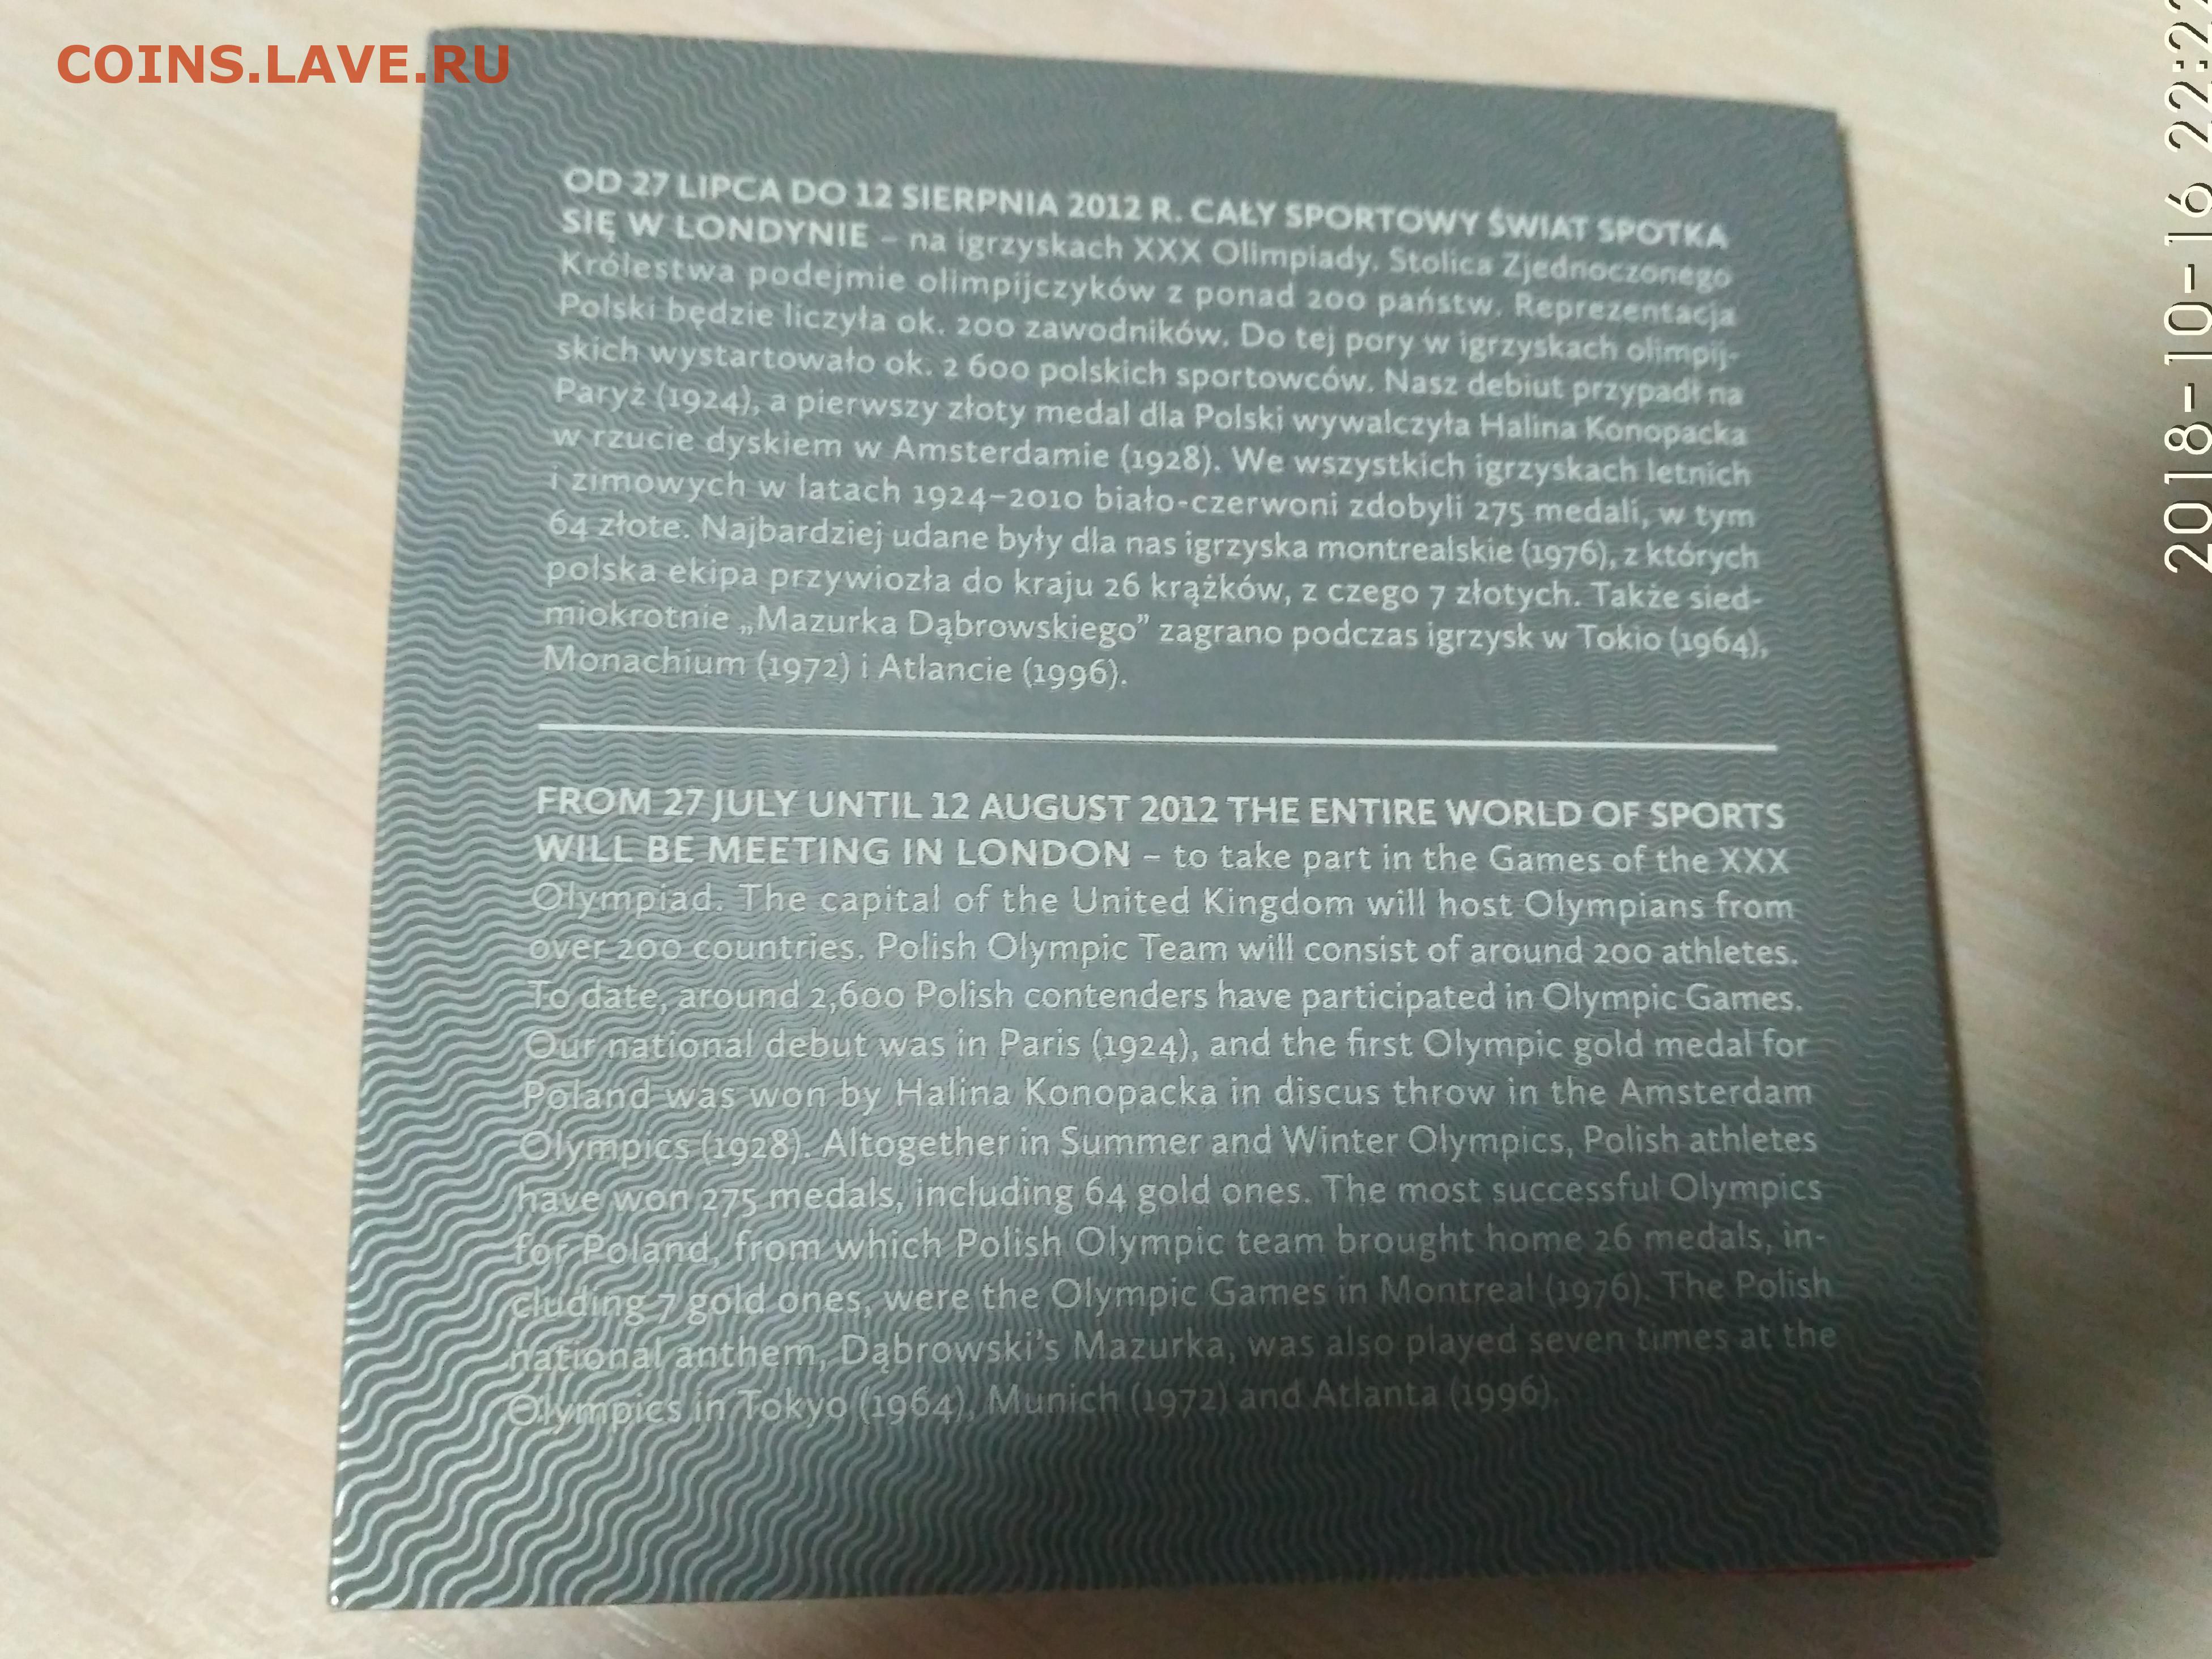 COINS.LAVE.RU
OD 27 LIPCA DO 12 SIERPNIA 2012 R. CAŁY SPORTOWY ŚWIAT SPOTKA
SIĘ W LONDYNIE – na igrzyskach XXX Olimpiady. Stolica Zjednoczonego
Królestwa podejmie olimpijczyków z ponad 200 państw. Reprezentacja
Polski będzie liczyła ok. 200 zawodników. Do tej pory w igrzyskach olimpij-
skich wystartowało ok. 2 600 polskich sportowców. Nasz debiut przypadł na
Paryż (1924), a pierwszy złoty medal dla Polski wywalczyła Halina Konopacka
w rzucie dyskiem w Amsterdamie (1928). We wszystkich igrzyskach letnich
i zimowych w latach 1924–2010 biało-czerwoni zdobyli 275 medali, w tym
64 złote. Najbardziej udane były dla nas igrzyska montrealskie (1976), z których
polska ekipa przywiozła do kraju 26 krążków, z czego 7 złotych. Także sied-
miokrotnie „Mazurka Dąbrowskiego” zagrano podczas igrzysk w Tokio (1964),
Monachium (1972) i Atlancie (1996).
FROM 27 JULY UNTIL 12 AUGUST 2012 THE ENTIRE WORLD OF SPORTS
WILL BE MEETING IN LONDON – to take part in the Games of the XXX
Olympiad. The capital of the United Kingdom will host Olympians from
over 200 countries. Polish Olympic Team will consist of around 200 athletes.
To date, around 2,600 Polish contenders have participated in Olympic Games.
Our national debut was in Paris (1924), and the first Olympic gold medal for
Poland was won by Halina Konopacka in discus throw in the Amsterdam
Olympics (1928). Altogether in Summer and Winter Olympics, Polish athletes
have won 275 medals, including 64 gold ones. The most successful Olympics
for Poland, from which Polish Olympic team brought home 26 medals, in-
cluding 7 gold ones, were the Olympic Games in Montreal (1976). The Polish
national anthem, Dąbrowski's Mazurka, was also played seven times at the
Olympics in Tokyo (1964), Munich (1972) and Atlanta (1996).
2018-10-16 22:22